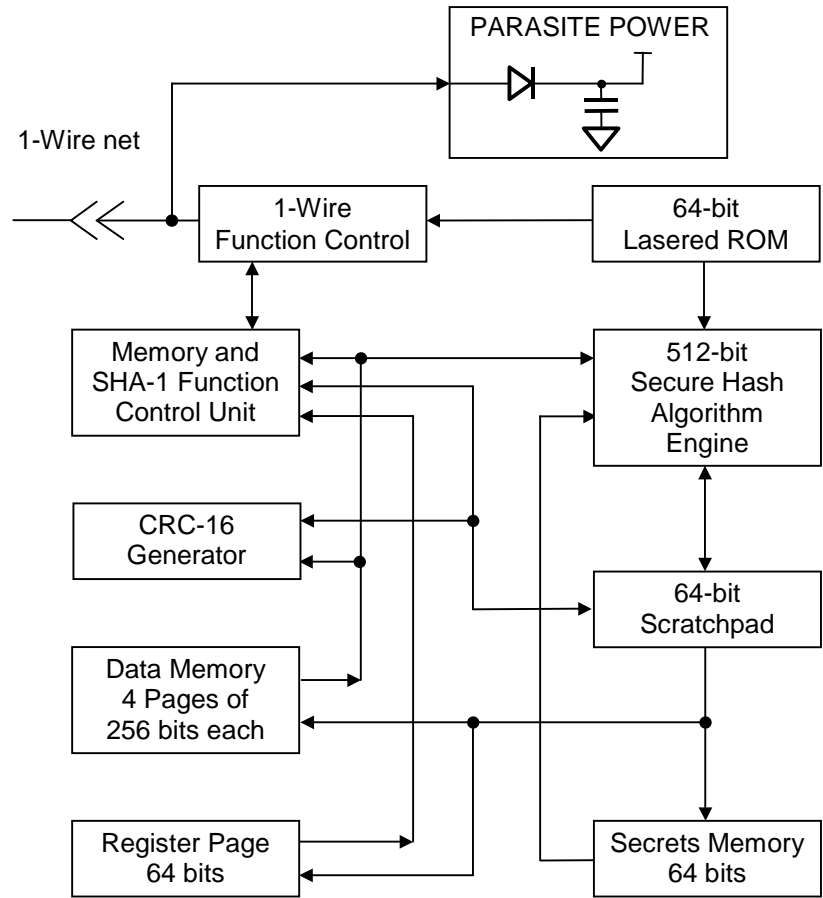 PARASITE POWER
1-Wire net
1-Wire
Function Control
64-bit
Lasered ROM
Memory and
SHA-1 Function
Control Unit
512-bit
Secure Hash
Algorithm
Engine
CRC-16
Generator
64-bit
Scratchpad
Data Memory
4 Pages of
256 bits each
Register Page
64 bits
Secrets Memory
64 bits